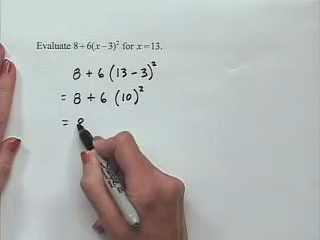 Evaluate 8+6(x−3)² for x=13.
8 + 6 (13 − 3)²
= 8 + 6 (10)²
= 8